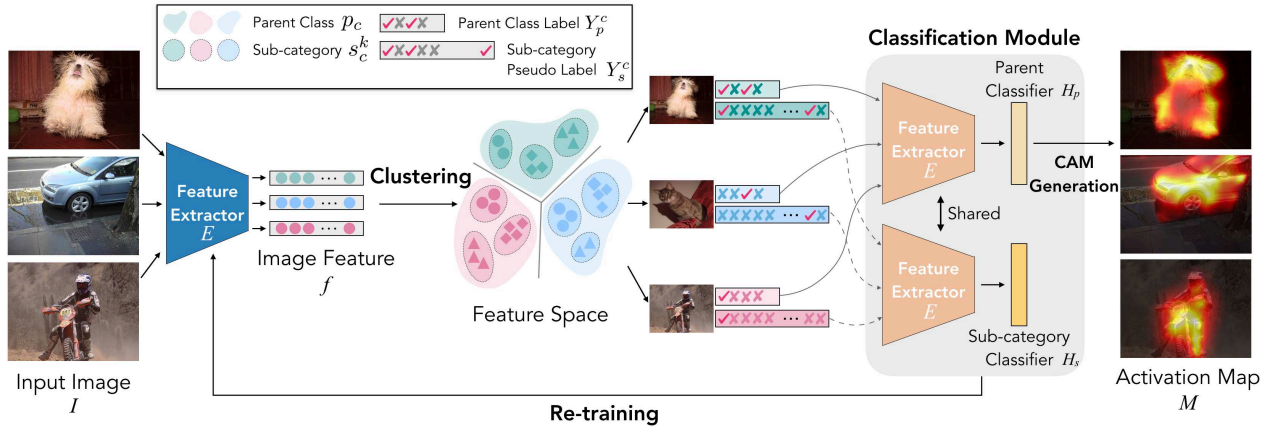 Parent Class p_c
Parent Class Label Y_p^c
Sub-category s_c^k
Sub-category
Pseudo Label Y_s^c
Classification Module
Parent
Classifier H_p
Feature
Extractor
E
Clustering
Feature
Extractor
E
CAM
Generation
Shared
Image Feature
f
Feature Space
Feature
Extractor
E
Sub-category
Classifier H_s
Input Image
I
Activation Map
M
Re-training